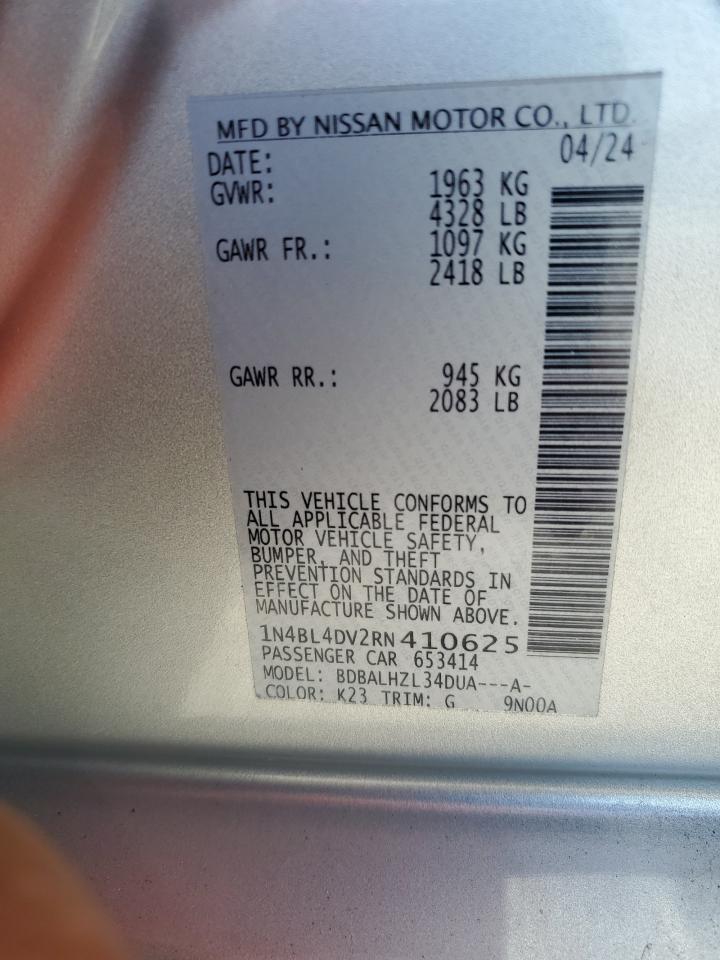 MFD BY NISSAN MOTOR CO., LTD.
DATE: 04/24
GVWR: 1963 KG
4328 LB
GAWR FR.: 1097 KG
2418 LB
GAWR RR.: 945 KG
2083 LB
THIS VEHICLE CONFORMS TO
ALL APPLICABLE FEDERAL
MOTOR VEHICLE SAFETY,
BUMPER, AND THEFT
PREVENTION STANDARDS IN
EFFECT ON THE DATE OF
MANUFACTURE SHOWN ABOVE.
1N4BL4DV2RN410625
PASSENGER CAR 653414
MODEL: BDBALHZL34DUA---A-
COLOR: K23 TRIM: G 9N00A